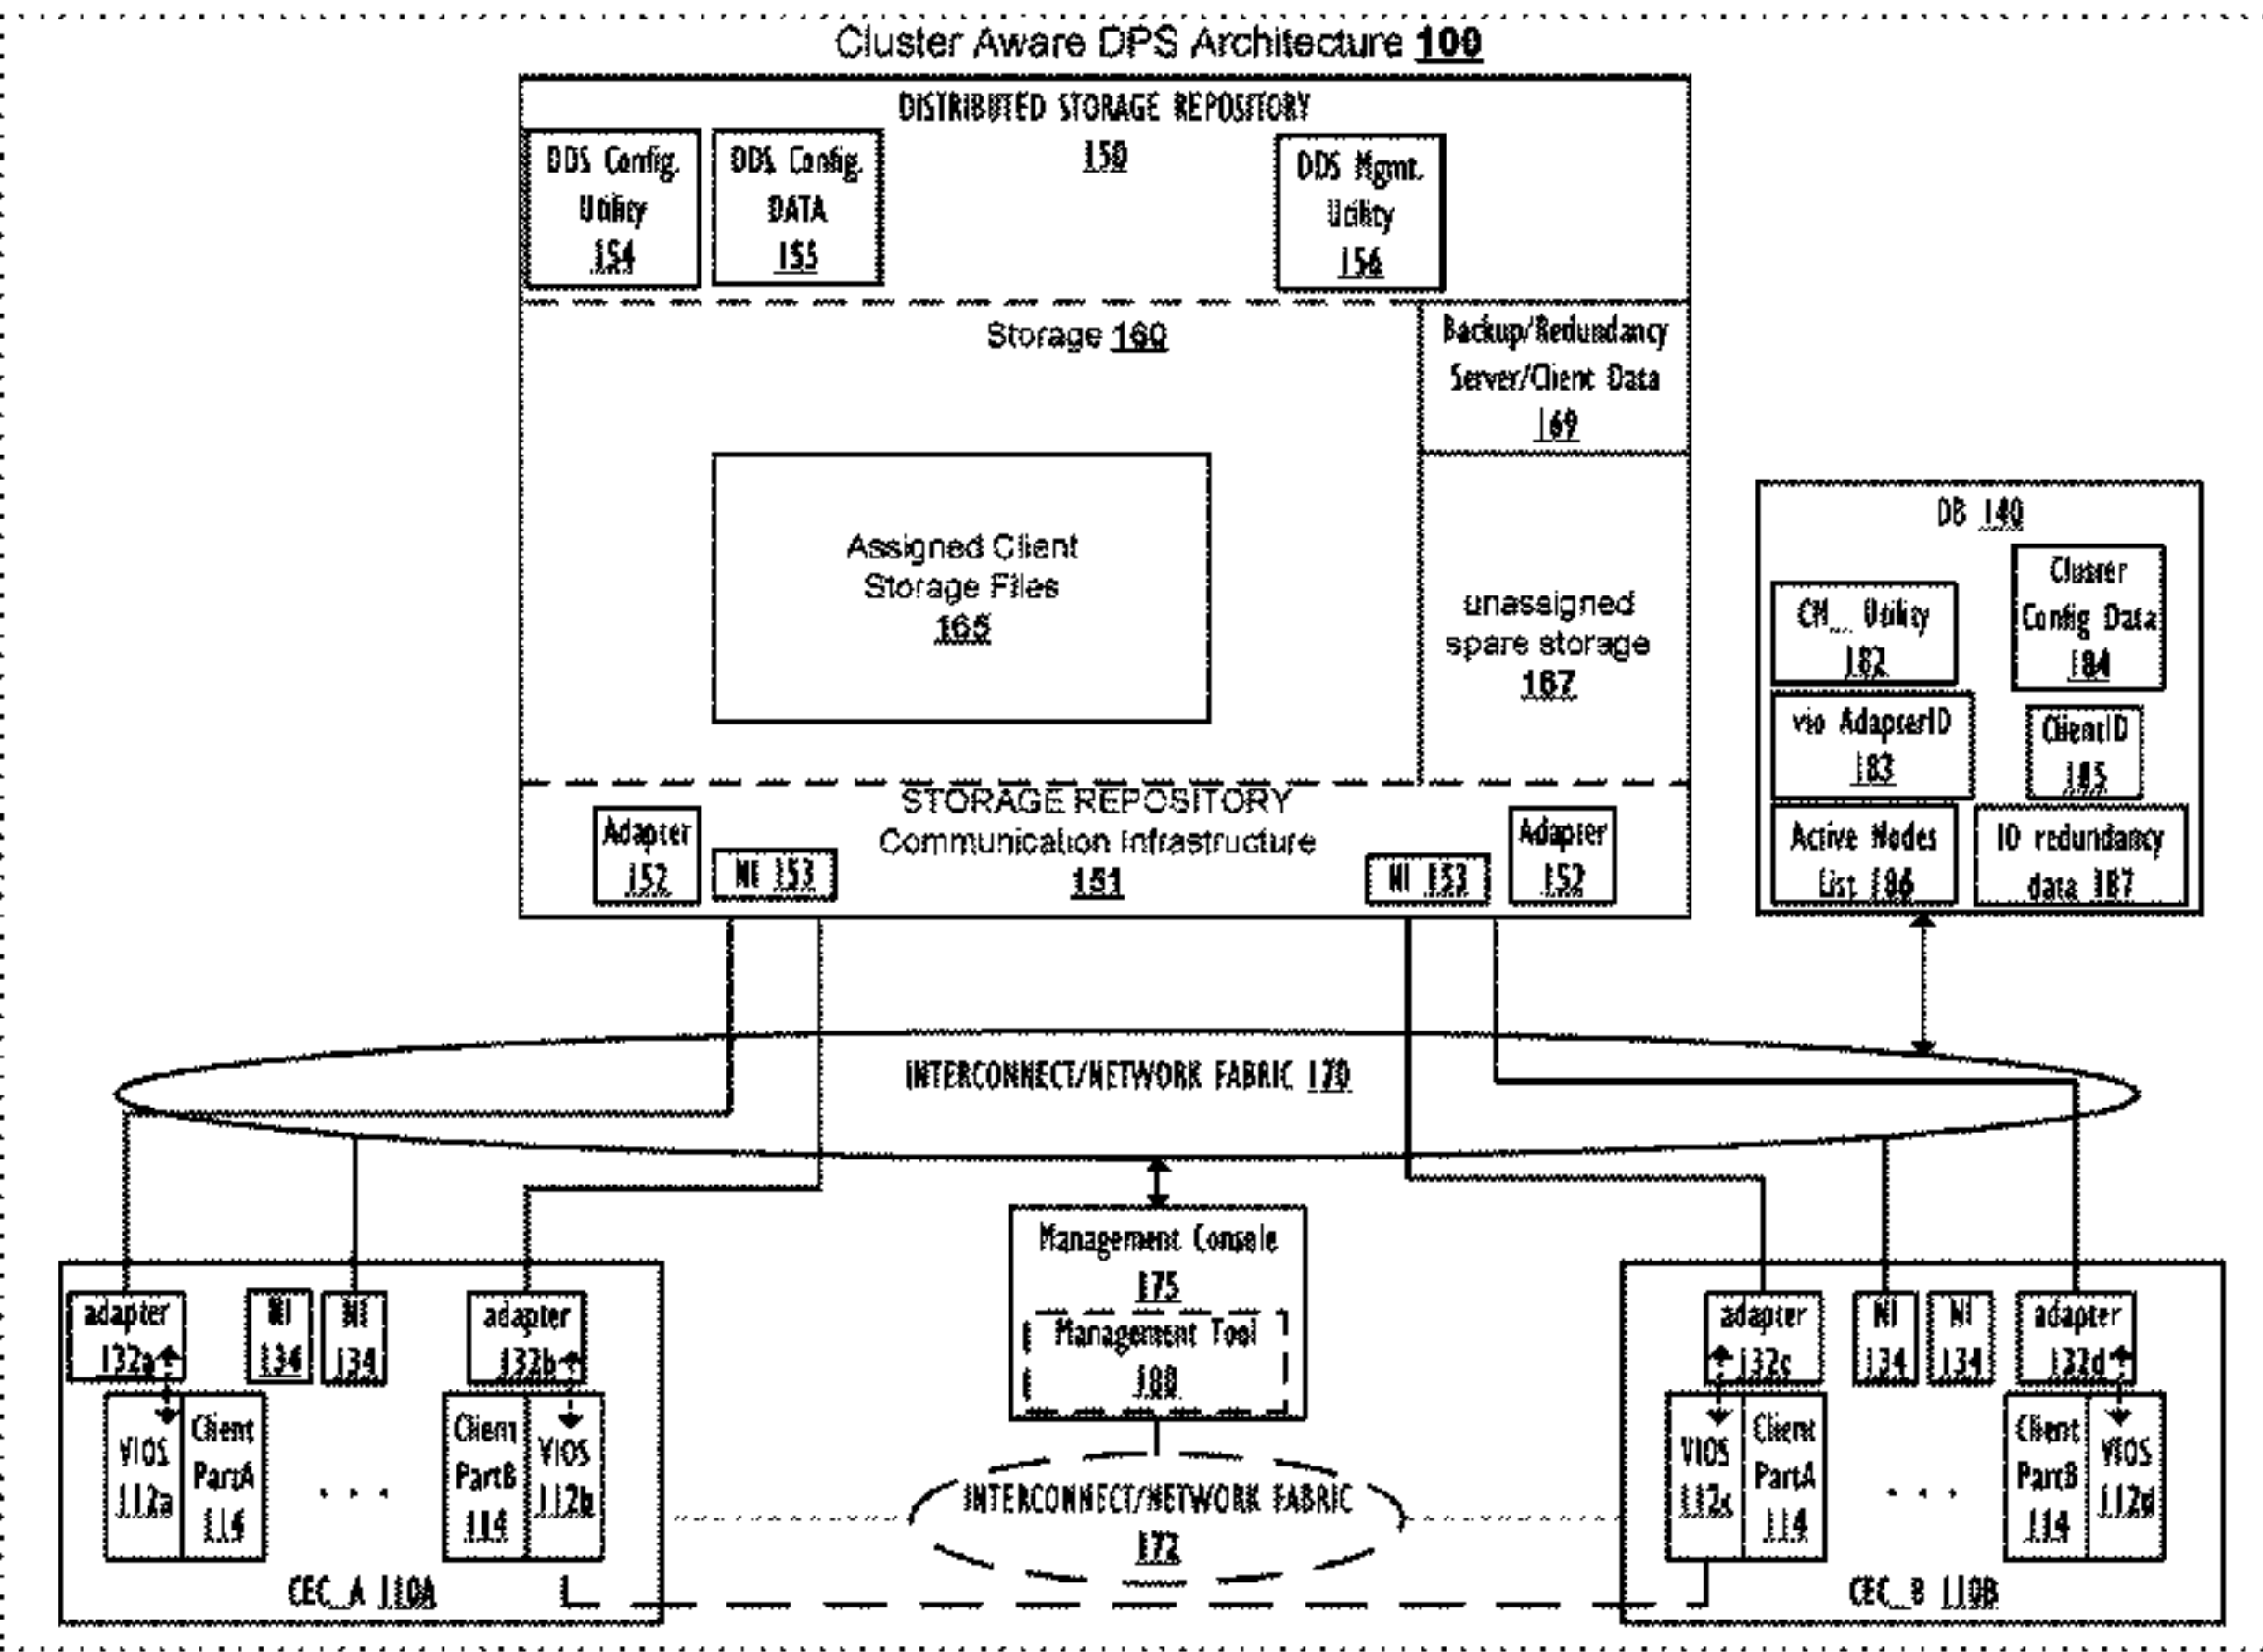 Cluster Aware DPS Architecture 100
DISTRIBUTED STORAGE REPOSITORY
150
DDS Config.
Utility
154
DDS Config.
DATA
155
DDS Mgmt.
Utility
156
Storage 160
Backup/Redundancy
Server/Client Data
169
Assigned Client
Storage Files
165
unassigned
spare storage
167
STORAGE REPOSITORY
Communication Infrastructure
151
Adapter
152
NI 153
NI 153
Adapter
152
DB 140
CM_ Utility
182
Cluster
Config Data
184
vio AdapterID
183
ClientID
185
Active Nodes
List 186
IO redundancy
data 187
INTERCONNECT/NETWORK FABRIC 170
Management Console
175
Management Tool
180
INTERCONNECT/NETWORK FABRIC
172
adapter
132a
NI
134
NI
134
adapter
132b
VIOS
112a
Client
PartA
114
. . .
Client
PartB
114
VIOS
112b
CEC_A 110A
adapter
132c
NI
134
NI
134
adapter
132d
VIOS
112c
Client
PartA
114
. . .
Client
PartB
114
VIOS
112d
CEC_B 110B